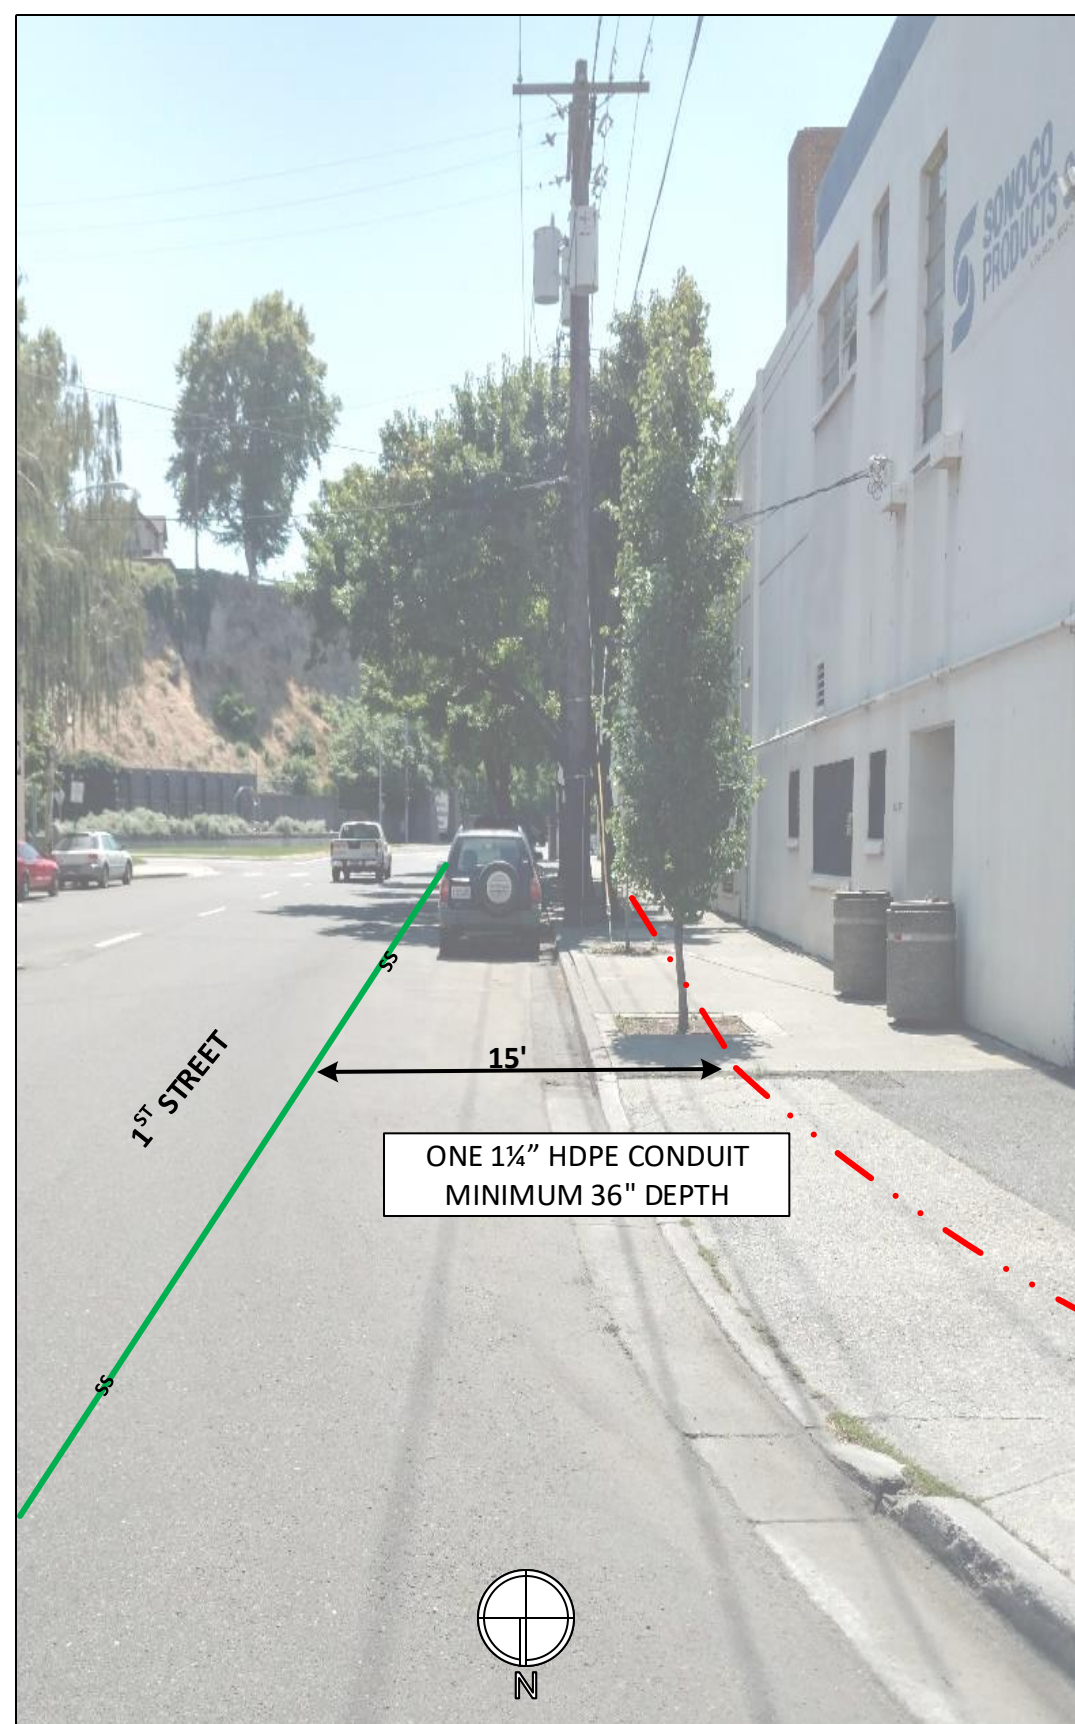 SONOCO
PRODUCTS
SS
1ST STREET
15'
ONE 1¼” HDPE CONDUIT
MINIMUM 36" DEPTH
SS
N